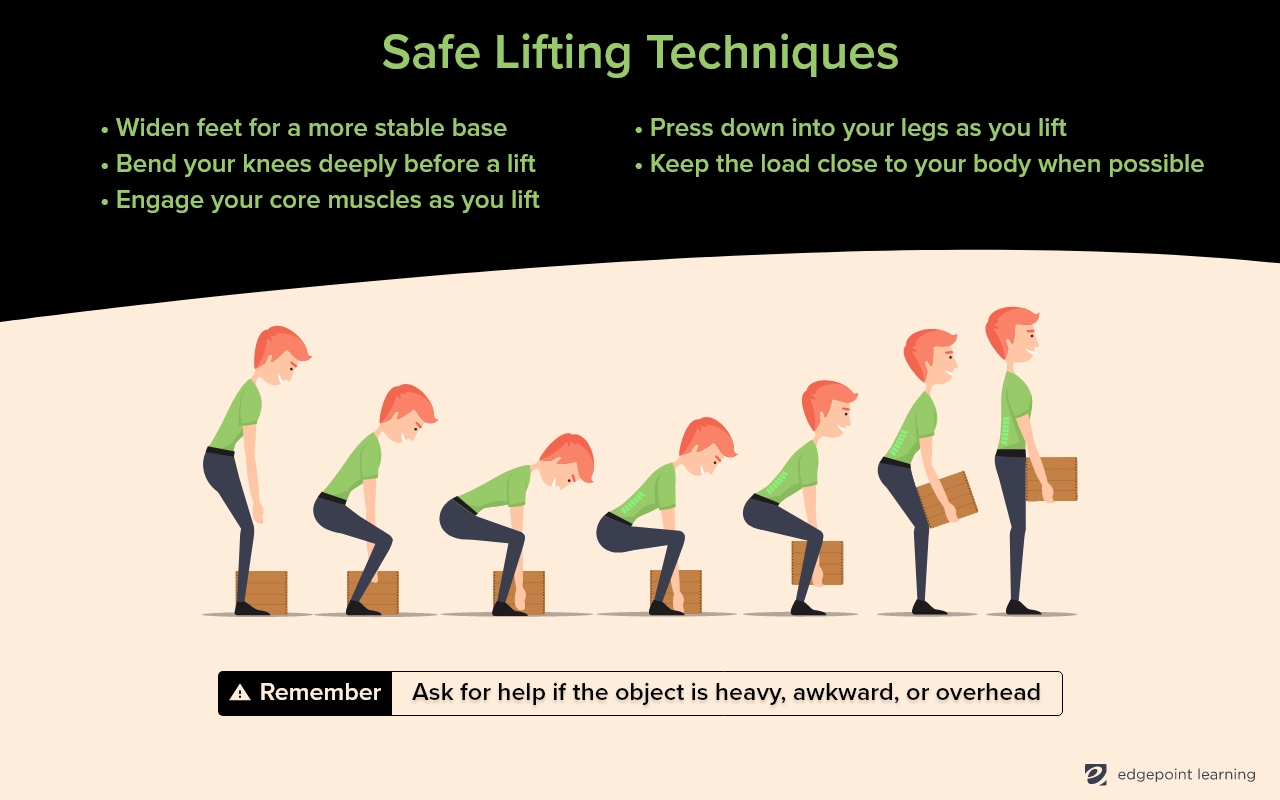 Safe Lifting Techniques
• Widen feet for a more stable base
• Bend your knees deeply before a lift
• Engage your core muscles as you lift
• Press down into your legs as you lift
• Keep the load close to your body when possible
Remember Ask for help if the object is heavy, awkward, or overhead
edgepoint learning